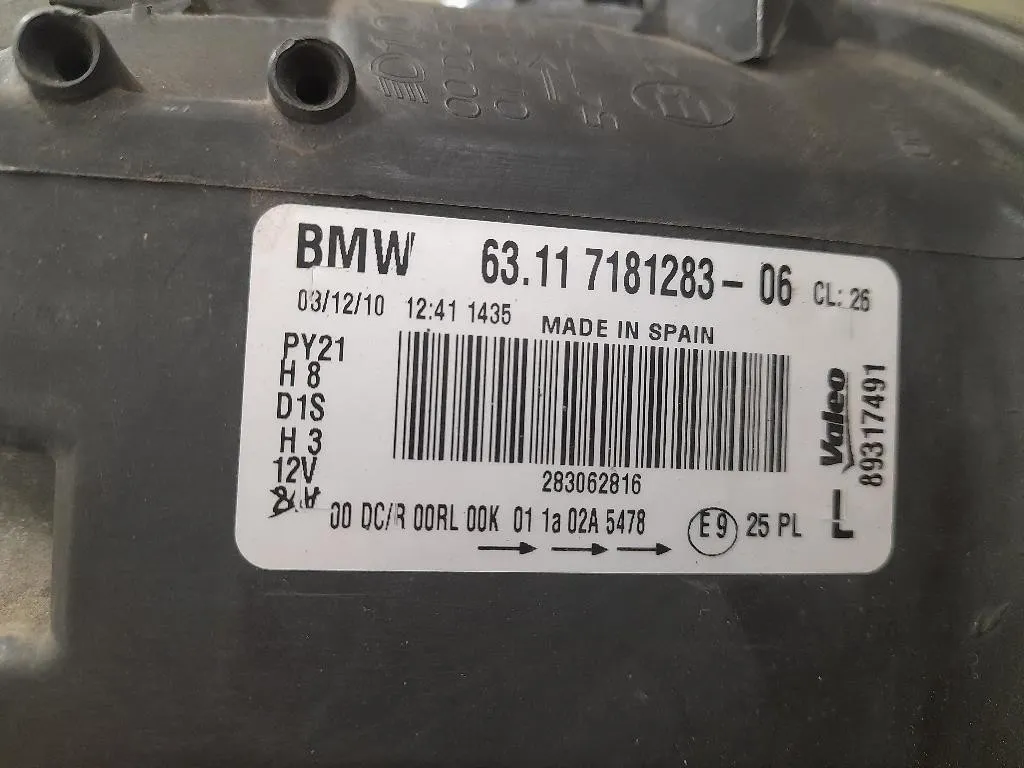 BMW 63.11 7181283-06 CL: 26
03/12/10 12:41 1435
MADE IN SPAIN
PY21
H 8
D1S
H 3
12V
283062816
00 DC/R 00RL 00K 01 1a 02A 5478 E9 25 PL
Valeo
89317491
L